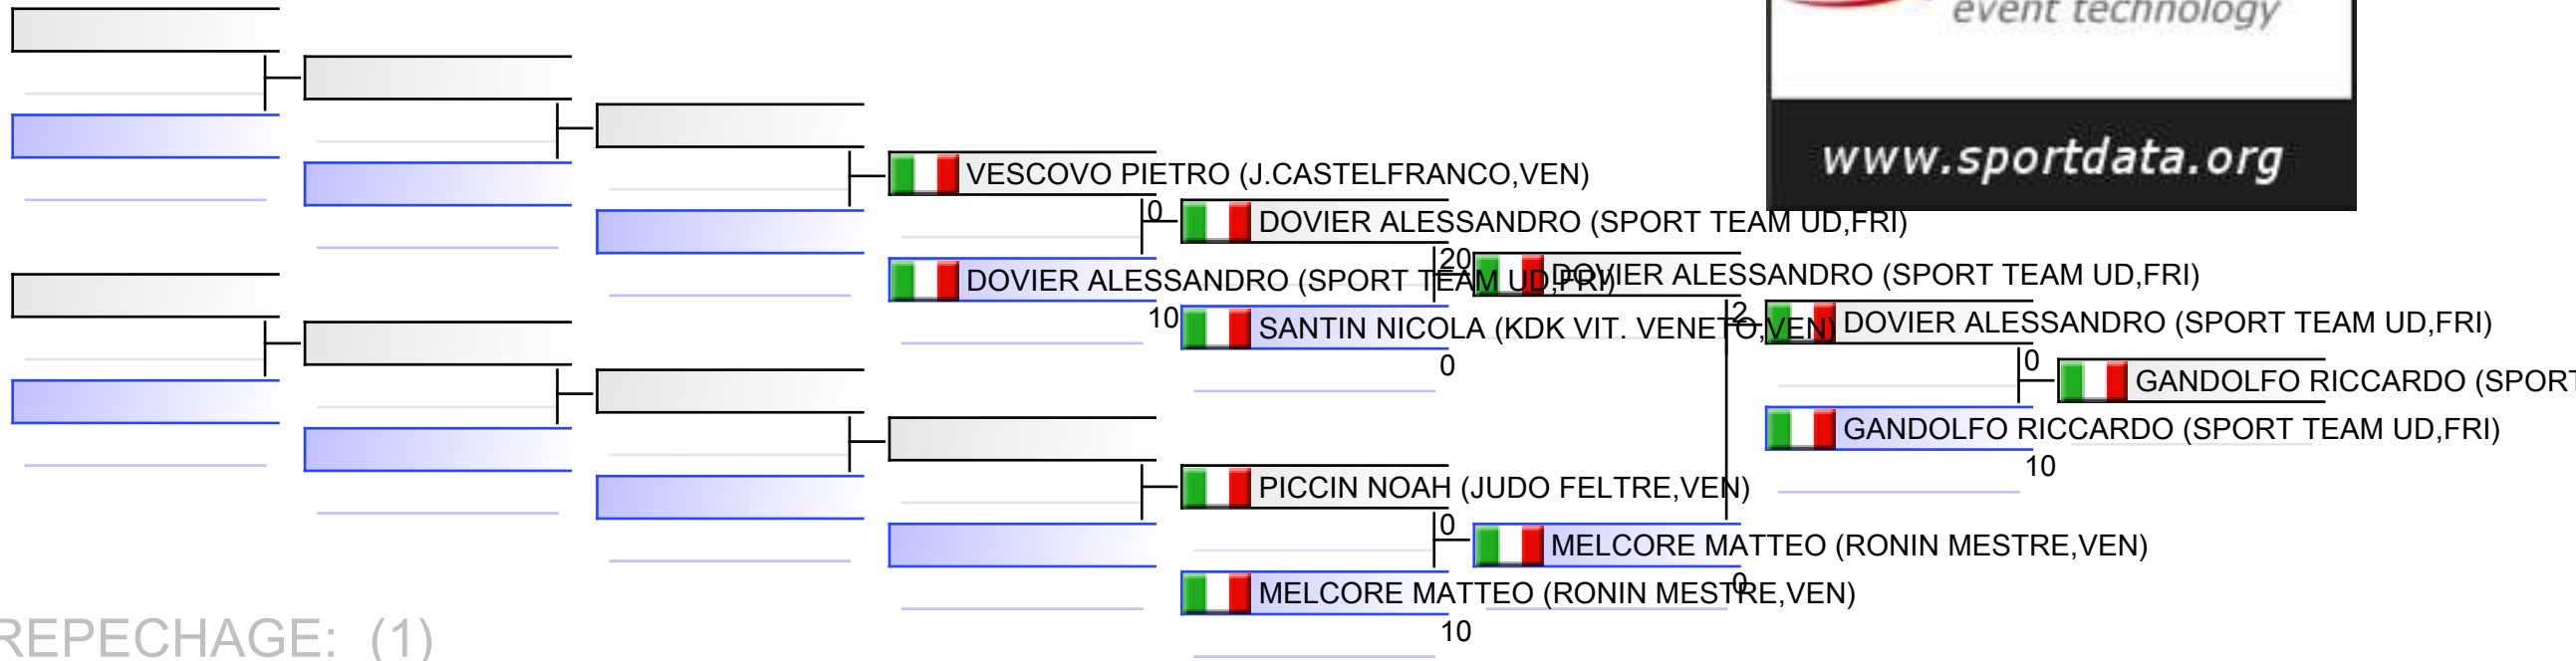 event technology
www.sportdata.org
VESCOVO PIETRO (J.CASTELFRANCO,VEN)
0
DOVIER ALESSANDRO (SPORT TEAM UD,FRI)
20
DOVIER ALESSANDRO (SPORT TEAM UD,FRI)
DOVIER ALESSANDRO (SPORT TEAM UD,FRI)
10
2
SANTIN NICOLA (KDK VIT. VENETO,VEN)
DOVIER ALESSANDRO (SPORT TEAM UD,FRI)
0
0
GANDOLFO RICCARDO (SPORT
GANDOLFO RICCARDO (SPORT TEAM UD,FRI)
10
PICCIN NOAH (JUDO FELTRE,VEN)
0
MELCORE MATTEO (RONIN MESTRE,VEN)
0
MELCORE MATTEO (RONIN MESTRE,VEN)
10
REPECHAGE: (1)